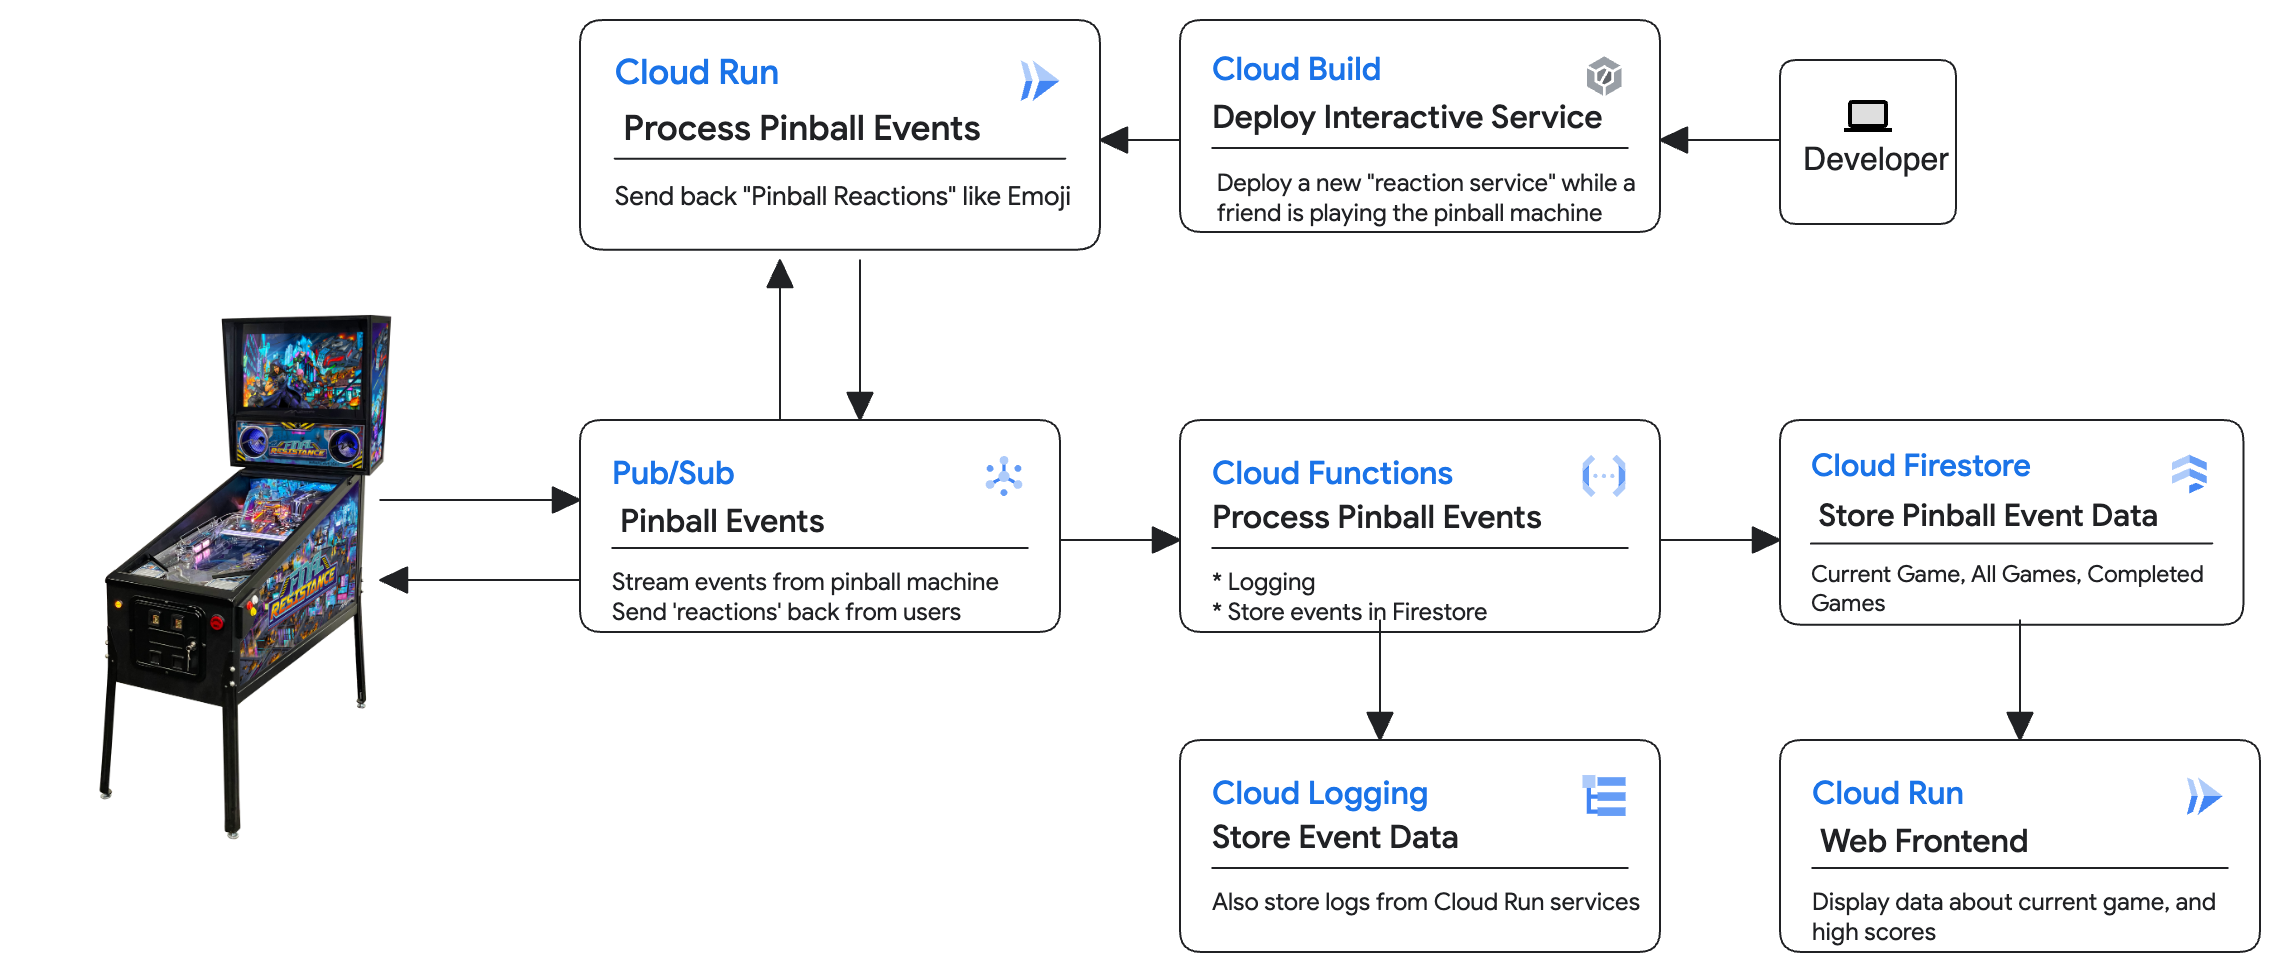 Cloud Run
Process Pinball Events
Send back "Pinball Reactions" like Emoji
Cloud Build
Deploy Interactive Service
Deploy a new "reaction service" while a
friend is playing the pinball machine
Developer
RESISTANCE
RESISTANCE
Pub/Sub
Pinball Events
Stream events from pinball machine
Send 'reactions' back from users
Cloud Functions
Process Pinball Events
* Logging
* Store events in Firestore
Cloud Firestore
Store Pinball Event Data
Current Game, All Games, Completed
Games
Cloud Logging
Store Event Data
Also store logs from Cloud Run services
Cloud Run
Web Frontend
Display data about current game, and
high scores